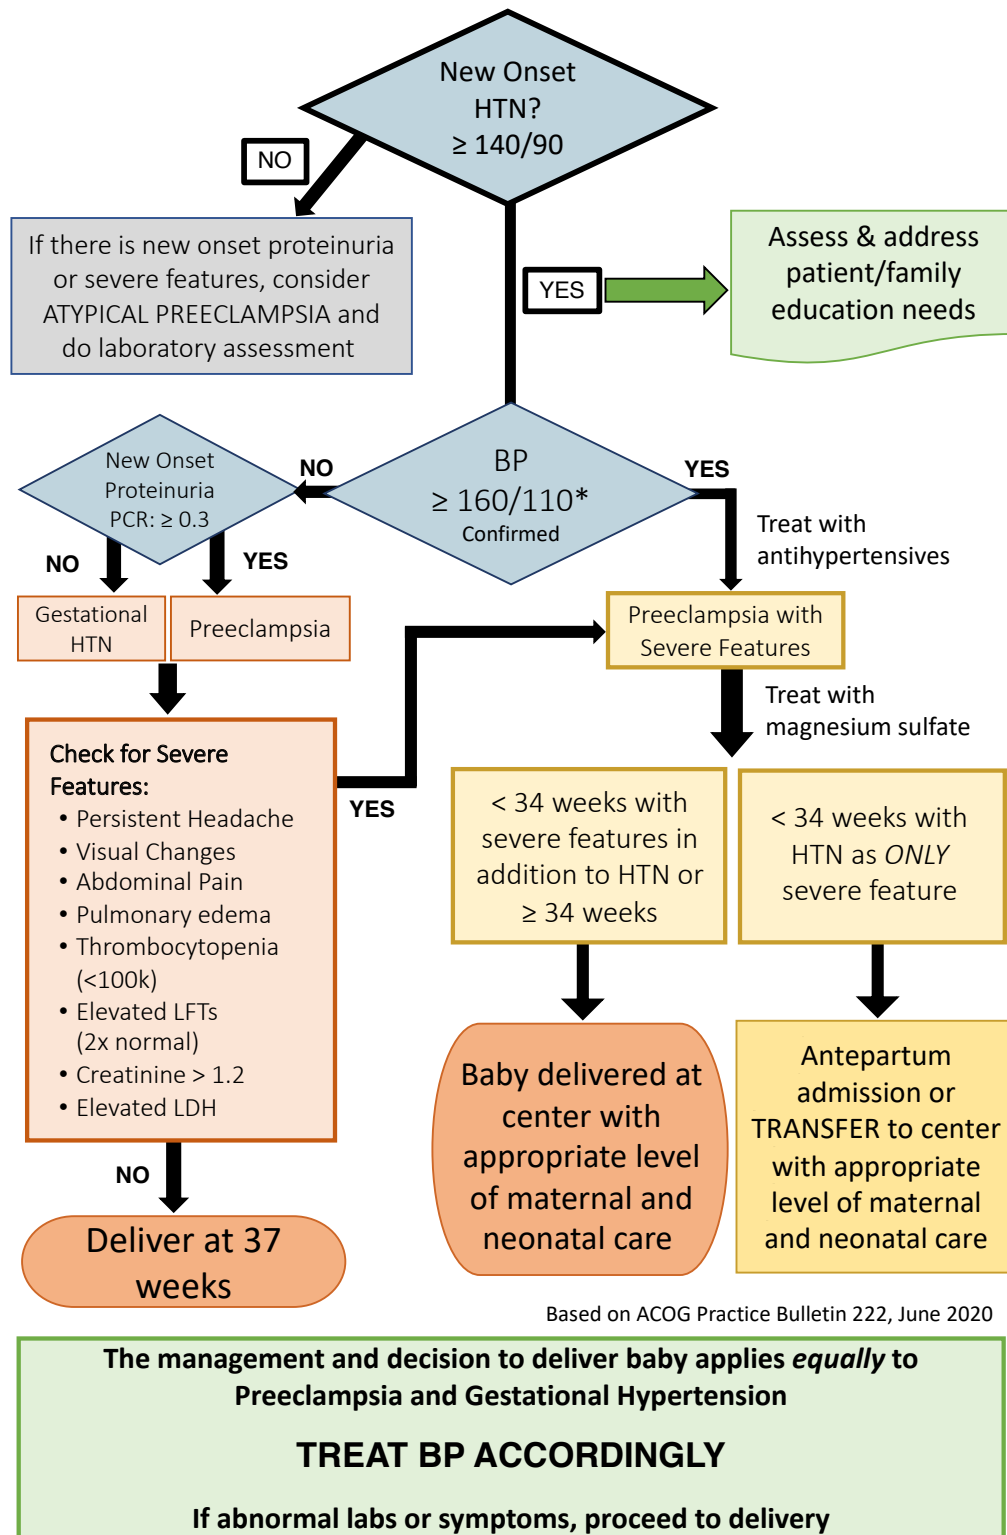 New Onset
HTN?
≥ 140/90
NO
If there is new onset proteinuria
or severe features, consider
ATYPICAL PREECLAMPSIA and
do laboratory assessment
YES
Assess & address
patient/family
education needs
BP
≥ 160/110*
Confirmed
NO
YES
New Onset
Proteinuria
PCR: ≥ 0.3
NO
YES
Treat with
antihypertensives
Gestational
HTN
Preeclampsia
Preeclampsia with
Severe Features
Treat with
magnesium sulfate
Check for Severe
Features:
• Persistent Headache
• Visual Changes
• Abdominal Pain
• Pulmonary edema
• Thrombocytopenia
(<100k)
• Elevated LFTs
(2x normal)
• Creatinine > 1.2
• Elevated LDH
YES
< 34 weeks with
severe features in
addition to HTN or
≥ 34 weeks
< 34 weeks with
HTN as ONLY
severe feature
NO
Deliver at 37
weeks
Baby delivered at
center with
appropriate level
of maternal and
neonatal care
Antepartum
admission or
TRANSFER to center
with appropriate
level of maternal
and neonatal care
Based on ACOG Practice Bulletin 222, June 2020
The management and decision to deliver baby applies equally to
Preeclampsia and Gestational Hypertension
TREAT BP ACCORDINGLY
If abnormal labs or symptoms, proceed to delivery